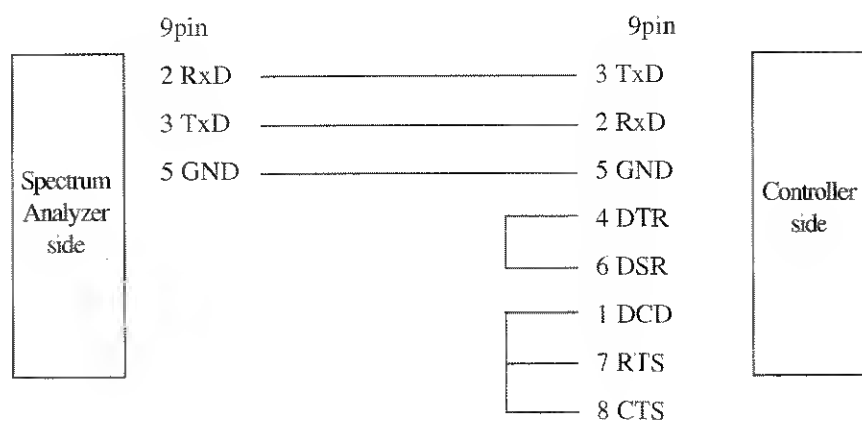 9pin 9pin
2 RxD 3 TxD
3 TxD 2 RxD
5 GND 5 GND
Spectrum
Analyzer
side
Controller
side
4 DTR
6 DSR
1 DCD
7 RTS
8 CTS